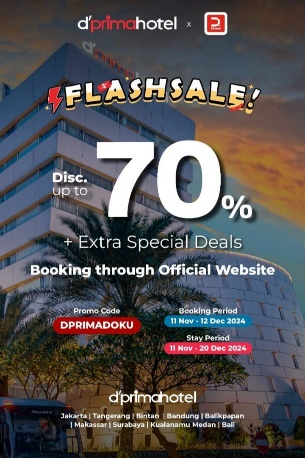 d'primahotel x D
FLASHSALE!
Disc.
up to
70%
+ Extra Special Deals
Booking through Official Website
Promo Code
DPRIMADOKU
Booking Period
11 Nov - 12 Dec 2024
Stay Period
11 Nov - 20 Dec 2024
d'primahotel
Jakarta | Tangerang | Bintan | Bandung | Balikpapan
| Makassar | Surabaya | Kualanamu Medan | Bali